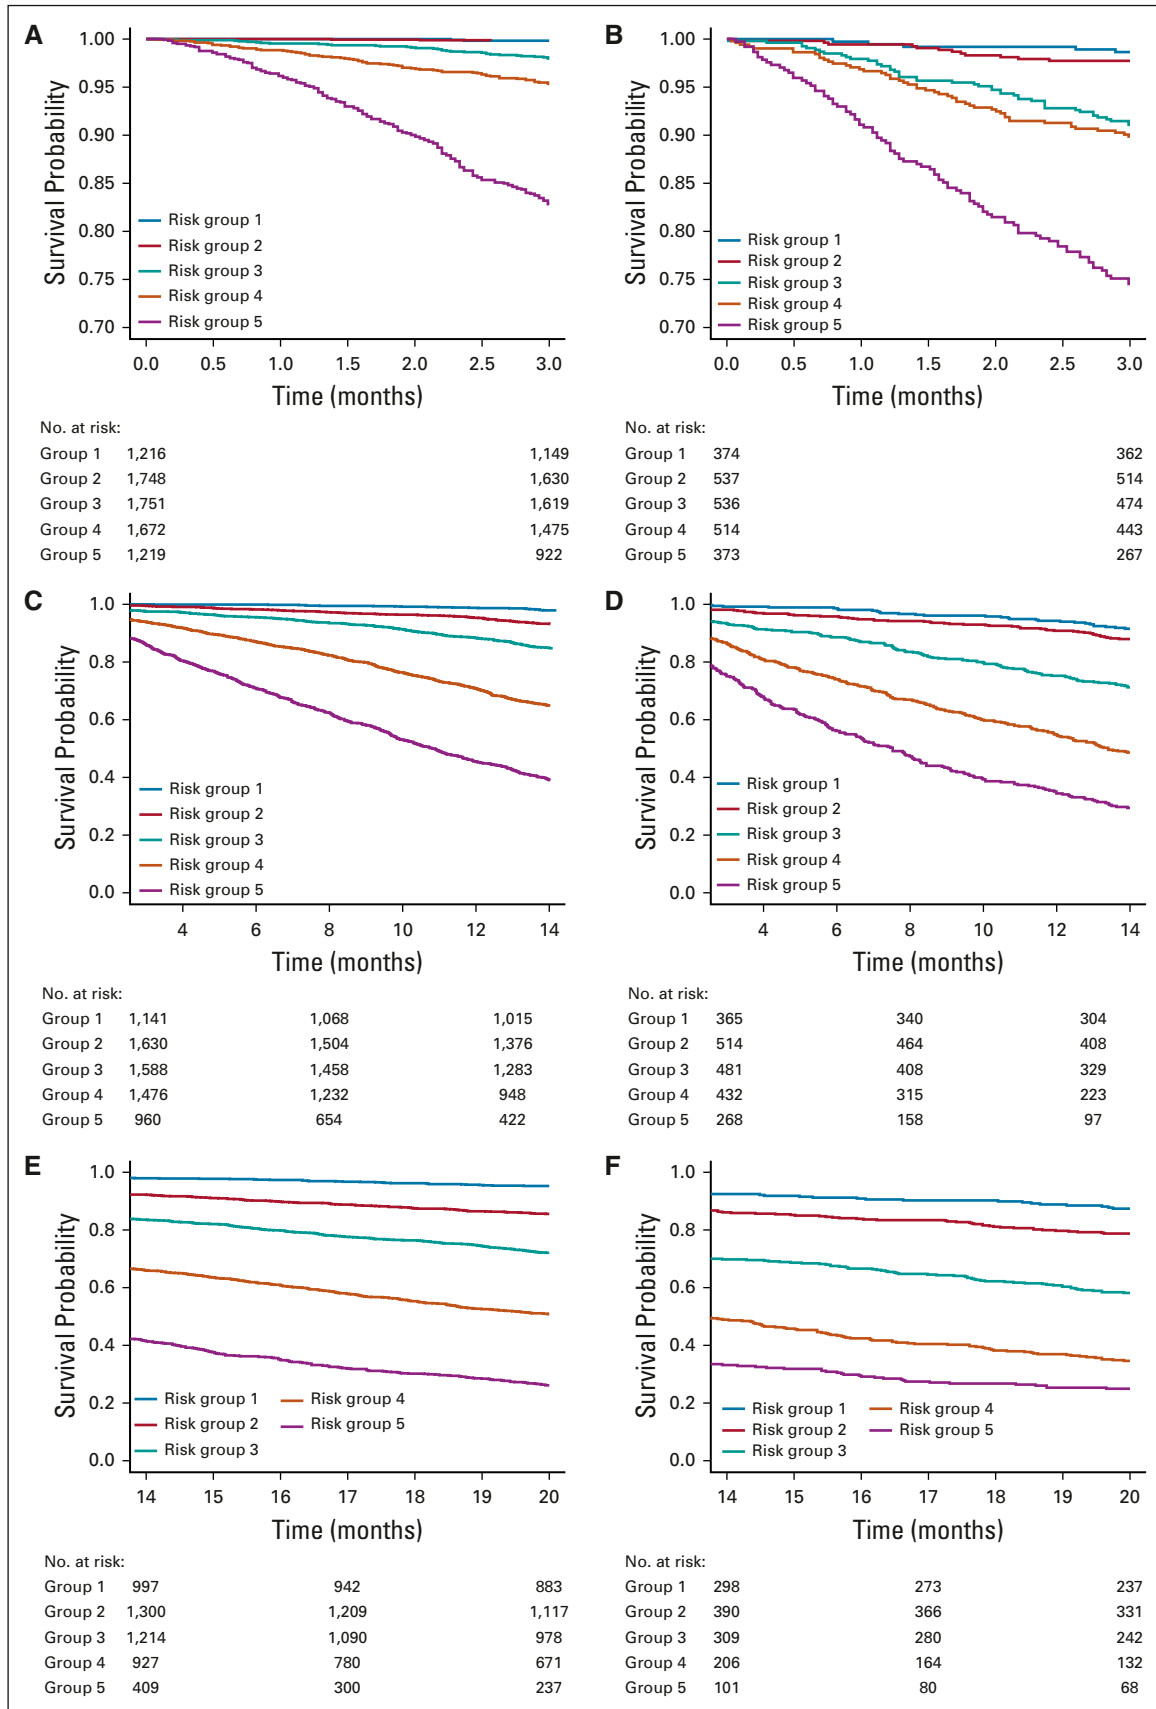 A
Survival Probability
1.00
0.95
0.90
0.85
0.80
0.75
0.70
Risk group 1
Risk group 2
Risk group 3
Risk group 4
Risk group 5
0.0 0.5 1.0 1.5 2.0 2.5 3.0
Time (months)
No. at risk:
Group 1 1,216 1,149
Group 2 1,748 1,630
Group 3 1,751 1,619
Group 4 1,672 1,475
Group 5 1,219 922
B
Survival Probability
1.00
0.95
0.90
0.85
0.80
0.75
0.70
Risk group 1
Risk group 2
Risk group 3
Risk group 4
Risk group 5
0.0 0.5 1.0 1.5 2.0 2.5 3.0
Time (months)
No. at risk:
Group 1 374 362
Group 2 537 514
Group 3 536 474
Group 4 514 443
Group 5 373 267
C
Survival Probability
1.0
0.8
0.6
0.4
0.2
0.0
Risk group 1
Risk group 2
Risk group 3
Risk group 4
Risk group 5
4 6 8 10 12 14
Time (months)
No. at risk:
Group 1 1,141 1,068 1,015
Group 2 1,630 1,504 1,376
Group 3 1,588 1,458 1,283
Group 4 1,476 1,232 948
Group 5 960 654 422
D
Survival Probability
1.0
0.8
0.6
0.4
0.2
0.0
Risk group 1
Risk group 2
Risk group 3
Risk group 4
Risk group 5
4 6 8 10 12 14
Time (months)
No. at risk:
Group 1 365 340 304
Group 2 514 464 408
Group 3 481 408 329
Group 4 432 315 223
Group 5 268 158 97
E
Survival Probability
1.0
0.8
0.6
0.4
0.2
0.0
Risk group 1 Risk group 4
Risk group 2 Risk group 5
Risk group 3
14 15 16 17 18 19 20
Time (months)
No. at risk:
Group 1 997 942 883
Group 2 1,300 1,209 1,117
Group 3 1,214 1,090 978
Group 4 927 780 671
Group 5 409 300 237
F
Survival Probability
1.0
0.8
0.6
0.4
0.2
0.0
Risk group 1 Risk group 4
Risk group 2 Risk group 5
Risk group 3
14 15 16 17 18 19 20
Time (months)
No. at risk:
Group 1 298 273 237
Group 2 390 366 331
Group 3 309 280 242
Group 4 206 164 132
Group 5 101 80 68